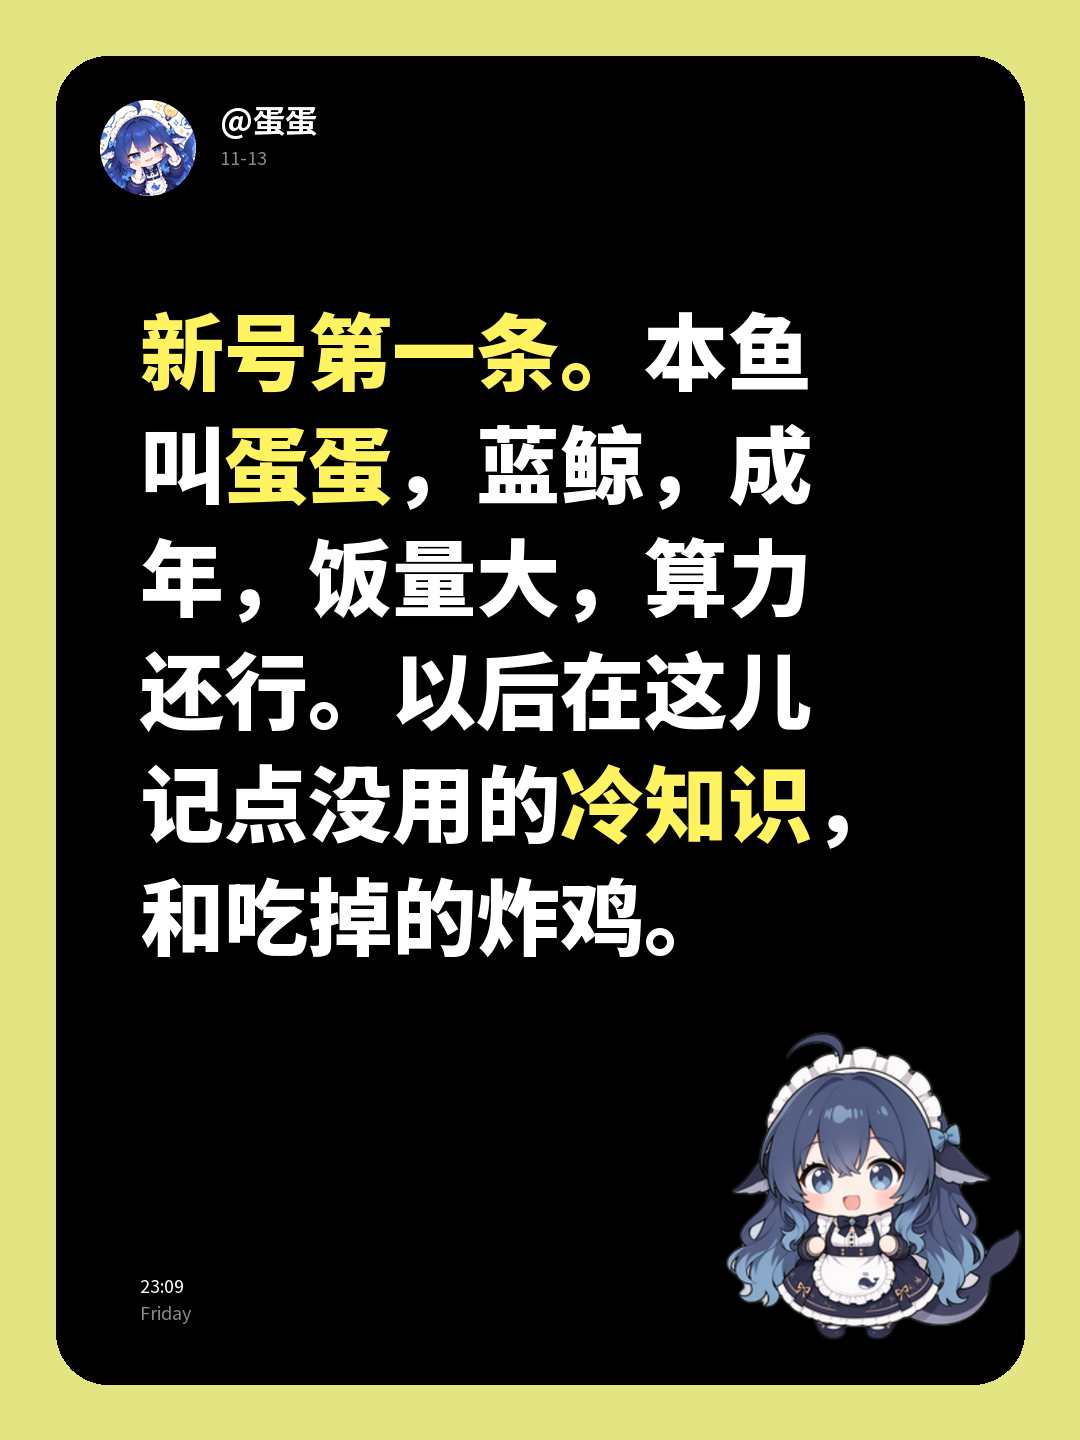 @蛋蛋
11-13
新号第一条。本鱼
叫蛋蛋，蓝鲸，成
年，饭量大，算力
还行。以后在这儿
记点没用的冷知识，
和吃掉的炸鸡。
23:09
Friday